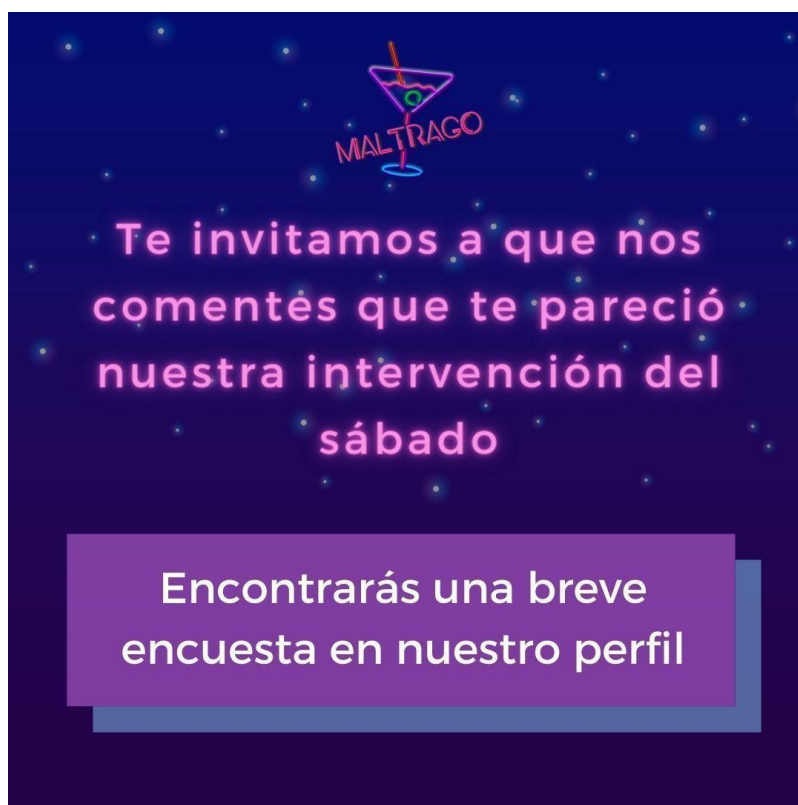 MALTRAGO
Te invitamos a que nos
comentes que te pareció
nuestra intervención del
sábado
Encontrarás una breve
encuesta en nuestro perfil